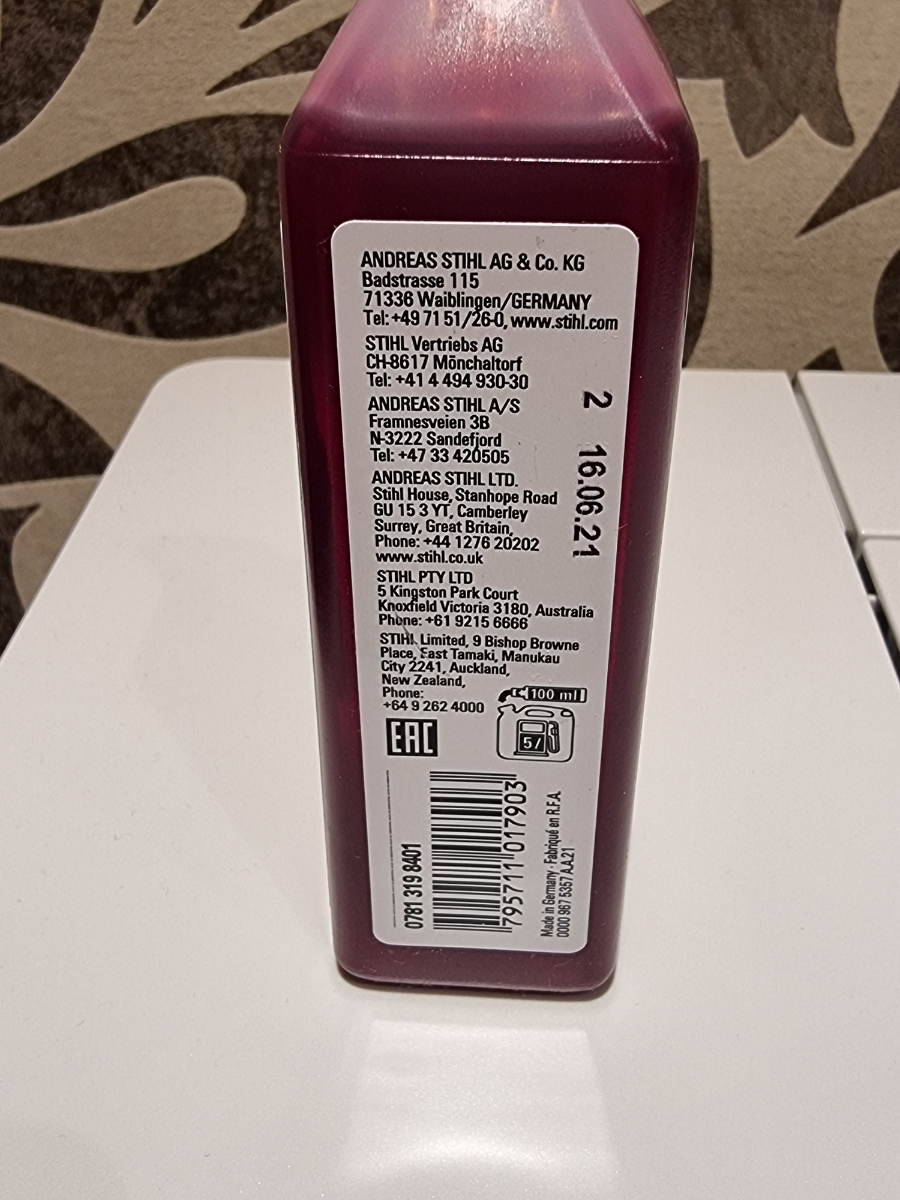 ANDREAS STIHL AG & Co. KG
Badstrasse 115
71336 Waiblingen/GERMANY
Tel: +49 71 51/26-0, www.stihl.com
STIHL Vertriebs AG
CH-8617 Mönchaltorf
Tel: +41 4 494 930-30
ANDREAS STIHL A/S
Framnesveien 3B
N-3222 Sandefjord
Tel: +47 33 420505
ANDREAS STIHL LTD.
Stihl House, Stanhope Road
GU 15 3 YT, Camberley
Surrey, Great Britain,
Phone: +44 1276 20202
www.stihl.co.uk
STIHL PTY LTD
5 Kingston Park Court
Knoxfield Victoria 3180, Australia
Phone: +61 9215 6666
STIHL Limited, 9 Bishop Browne
Place, East Tamaki, Manukau
City 2241, Auckland,
New Zealand,
Phone:
+64 9 262 4000
2 16.06.21
100 ml
5l
EAC
0781 319 8401
795711 017903
Made in Germany · Fabriqué en R.F.A.
0000 967 5357 A.A.21